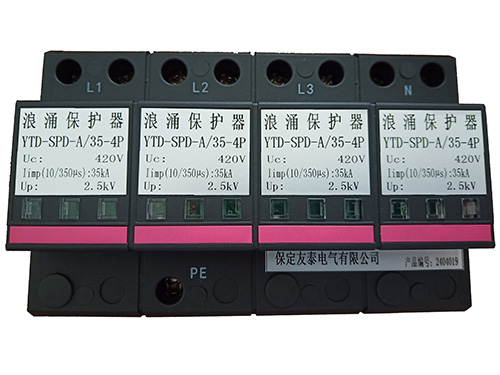 L1 L2 L3 N
浪涌保护器 浪涌保护器 浪涌保护器 浪涌保护器
YTD-SPD-A/35-4P YTD-SPD-A/35-4P YTD-SPD-A/35-4P YTD-SPD-A/35-4P
Uc: 420V Uc: 420V Uc: 420V Uc: 420V
Iimp(10/350μs):35kA Iimp(10/350μs):35kA Iimp(10/350μs):35kA Iimp(10/350μs):35kA
Up: 2.5kV Up: 2.5kV Up: 2.5kV Up: 2.5kV
PE 保定友泰电气有限公司 产品编号: 2404019